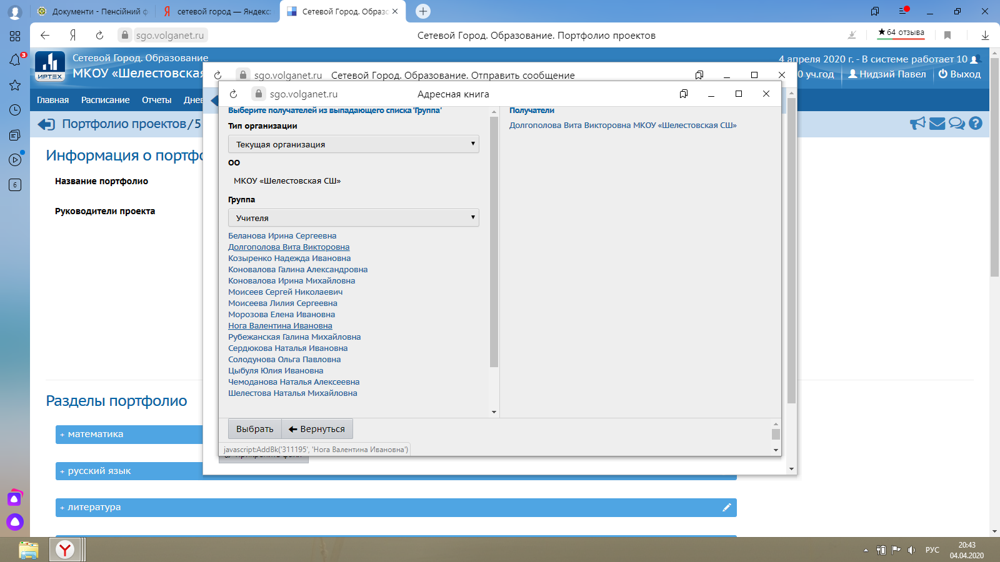 Документи - Пенсійний ф
сетевой город — Яндекс:
Сетевой Город. Образо
sgo.volganet.ru
Сетевой Город. Образование. Портфолио проектов
64 отзыва
3
6
ИРТЕХ
Сетевой Город. Образование
МКОУ «Шелестовская
4 апреля 2020 г. - В системе работает 10
0 уч.год
Нидзий Павел
Выход
Главная
Расписание
Отчеты
Днев
Портфолио проектов/5
Информация о портфо
Название портфолио
Руководители проекта
Разделы портфолио
+ математика
+ русский язык
+ литература
sgo.volganet.ru
Сетевой Город. Образование. Отправить сообщение
sgo.volganet.ru
Адресная книга
Выберите получателей из выпадающего списка 'Группа'
Тип организации
Текущая организация
ОО
МКОУ «Шелестовская СШ»
Группа
Учителя
Беланова Ирина Сергеевна
Долгополова Вита Викторовна
Козыренко Надежда Ивановна
Коновалова Галина Александровна
Коновалова Ирина Михайловна
Моисеев Сергей Николаевич
Моисеева Лилия Сергеевна
Морозова Елена Ивановна
Нога Валентина Ивановна
Рубежанская Галина Михайловна
Сердюкова Наталья Ивановна
Солодунова Ольга Павловна
Цыбуля Юлия Ивановна
Чемоданова Наталья Алексеевна
Шелестова Наталья Михайловна
Получатели
Долгополова Вита Викторовна МКОУ «Шелестовская СШ»
Выбрать
Вернуться
javascript:AddBk('311195', 'Нога Валентина Ивановна')
РУС
20:43
04.04.2020